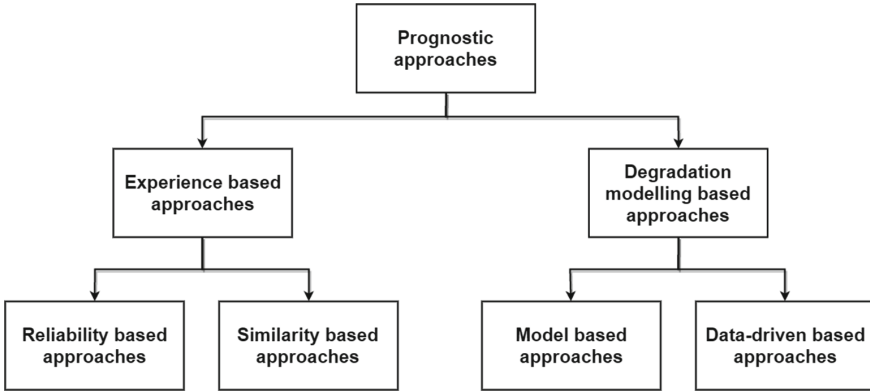 Prognostic
approaches
Experience based
approaches
Degradation
modelling based
approaches
Reliability based
approaches
Similarity based
approaches
Model based
approaches
Data-driven based
approaches